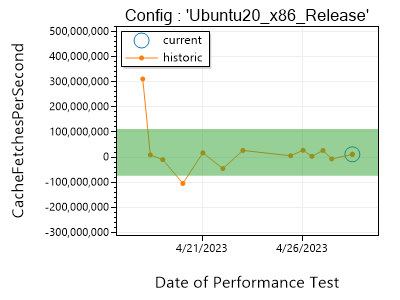 Config : 'Ubuntu20_x86_Release'
current
historic
CacheFetchesPerSecond
500,000,000
400,000,000
300,000,000
200,000,000
100,000,000
0
-100,000,000
-200,000,000
-300,000,000
4/21/2023
4/26/2023
Date of Performance Test